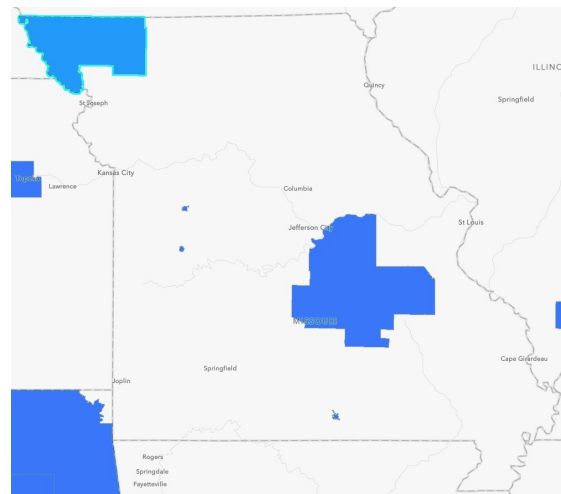 ILLINO
Quincy
Springfield
St Joseph
Kansas City
Topeka
Lawrence
Columbia
St Louis
Jefferson City
MISSOURI
Cape Girardeau
Springfield
Joplin
Rogers
Springdale
Fayetteville